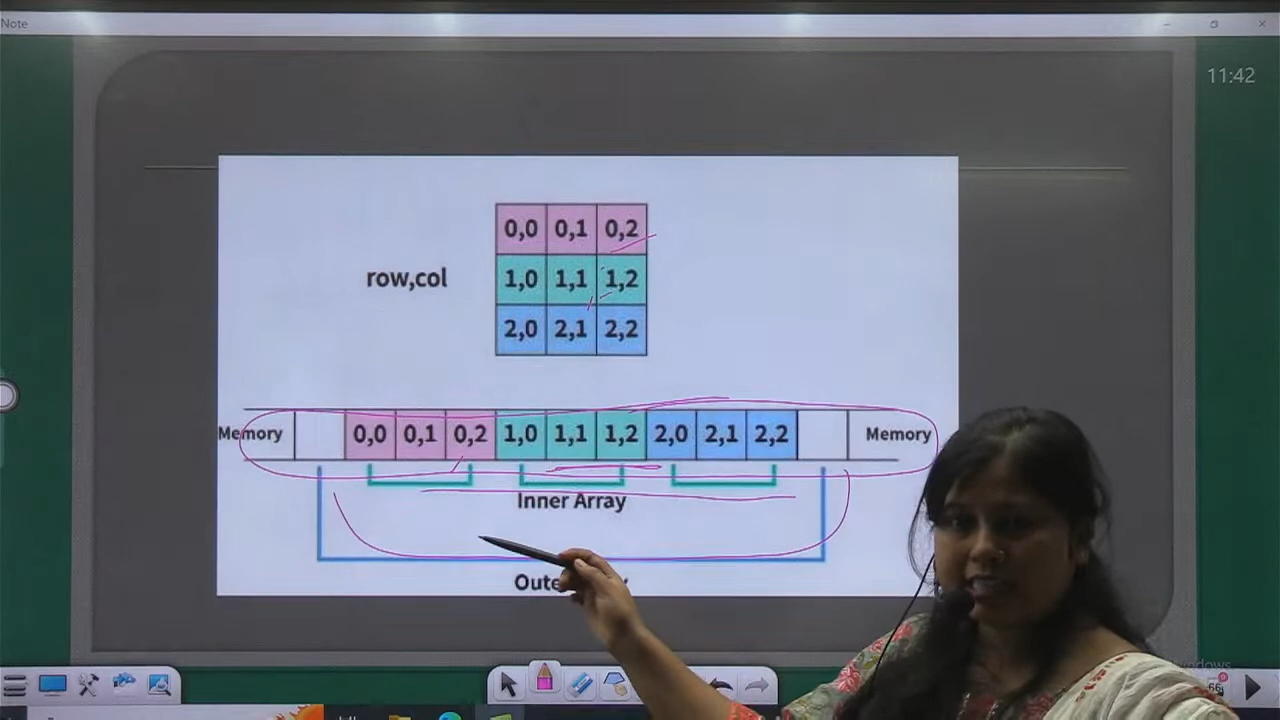 Note
11:42
0,0 0,1 0,2
row,col 1,0 1,1 1,2
2,0 2,1 2,2
Memory 0,0 0,1 0,2 1,0 1,1 1,2 2,0 2,1 2,2 Memory
Inner Array